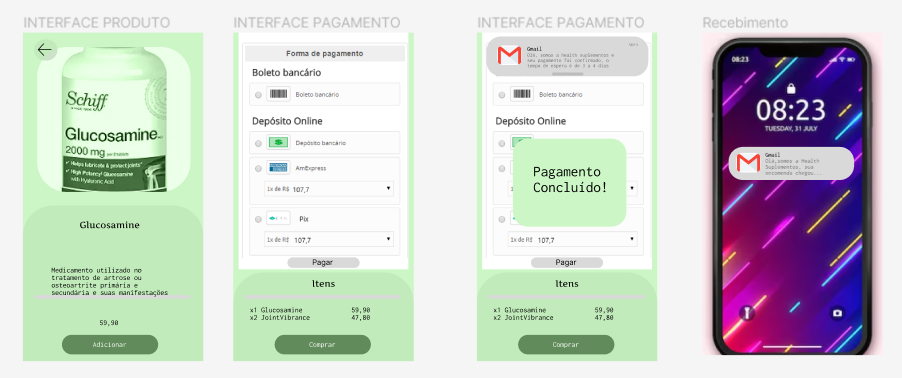 INTERFACE PRODUTO
Schiff
Glucosamine
2000 mg
Helps lubricate & protect joints*
High Potency Glucosamine
with Hyaluronic Acid
Glucosamine
Medicamento utilizado no
tratamento de artrose ou
osteoartrite primária e
secundária e suas manifestações
59,90
Adicionar
INTERFACE PAGAMENTO
Forma de pagamento
Boleto bancário
Boleto bancário
Depósito Online
Depósito bancário
AmExpress
1x de R$ 107,7
Pix
1x de R$ 107,7
Pagar
Itens
x1 Glucosamine 59,90
x2 JointVibrance 47,80
Comprar
INTERFACE PAGAMENTO
Gmail
Olá, somos a Health suplementos e
seu pagamento foi confirmado, o
tempo de espera é de 3 a 4 dias
Boleto bancário
Depósito Online
Pagamento
Concluído!
1x de R$ 107,7
Pagar
Itens
x1 Glucosamine 59,90
x2 JointVibrance 47,80
Comprar
Recebimento
08:23
08:23
TUESDAY, 31 JULY
Gmail
Olá,somos a Health
Suplementos, sua
encomenda chegou...